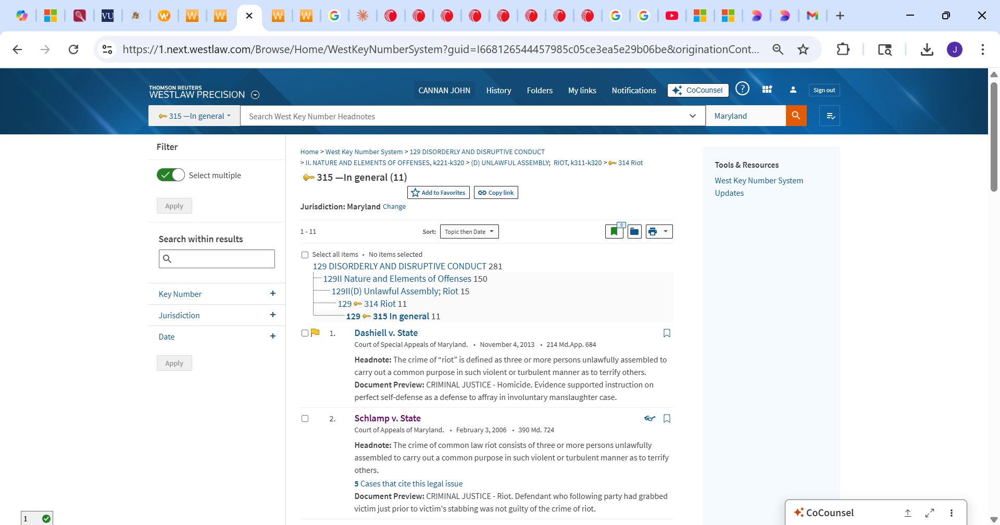 VU
https://1.next.westlaw.com/Browse/Home/WestKeyNumberSystem?guid=I668126544457985c05ce3ea5e29b06be&originationCont...
J
THOMSON REUTERS
WESTLAW PRECISION
CANNAN JOHN
History
Folders
My links
Notifications
CoCounsel
?
Sign out
315 —In general
Search West Key Number Headnotes
Maryland
Filter
Select multiple
Apply
Search within results
Key Number +
Jurisdiction +
Date +
Apply
Home > West Key Number System > 129 DISORDERLY AND DISRUPTIVE CONDUCT
> II. NATURE AND ELEMENTS OF OFFENSES, k221-k320 > (D) UNLAWFUL ASSEMBLY; RIOT, k311-k320 > 314 Riot
315 —In general (11)
Add to Favorites
Copy link
Jurisdiction: Maryland Change
1 - 11
Sort: Topic then Date
0
Select all items • No items selected
129 DISORDERLY AND DISRUPTIVE CONDUCT 281
129II Nature and Elements of Offenses 150
129II(D) Unlawful Assembly; Riot 15
129 314 Riot 11
129 315 In general 11
1. Dashiell v. State
Court of Special Appeals of Maryland. • November 4, 2013 • 214 Md.App. 684
Headnote: The crime of “riot” is defined as three or more persons unlawfully assembled to
carry out a common purpose in such violent or turbulent manner as to terrify others.
Document Preview: CRIMINAL JUSTICE - Homicide. Evidence supported instruction on
perfect self-defense as a defense to affray in involuntary manslaughter case.
2. Schlamp v. State
Court of Appeals of Maryland. • February 3, 2006 • 390 Md. 724
Headnote: The crime of common law riot consists of three or more persons unlawfully
assembled to carry out a common purpose in such violent or turbulent manner as to terrify
others.
5 Cases that cite this legal issue
Document Preview: CRIMINAL JUSTICE - Riot. Defendant who following party had grabbed
victim just prior to victim's stabbing was not guilty of the crime of riot.
Tools & Resources
West Key Number System
Updates
CoCounsel
1